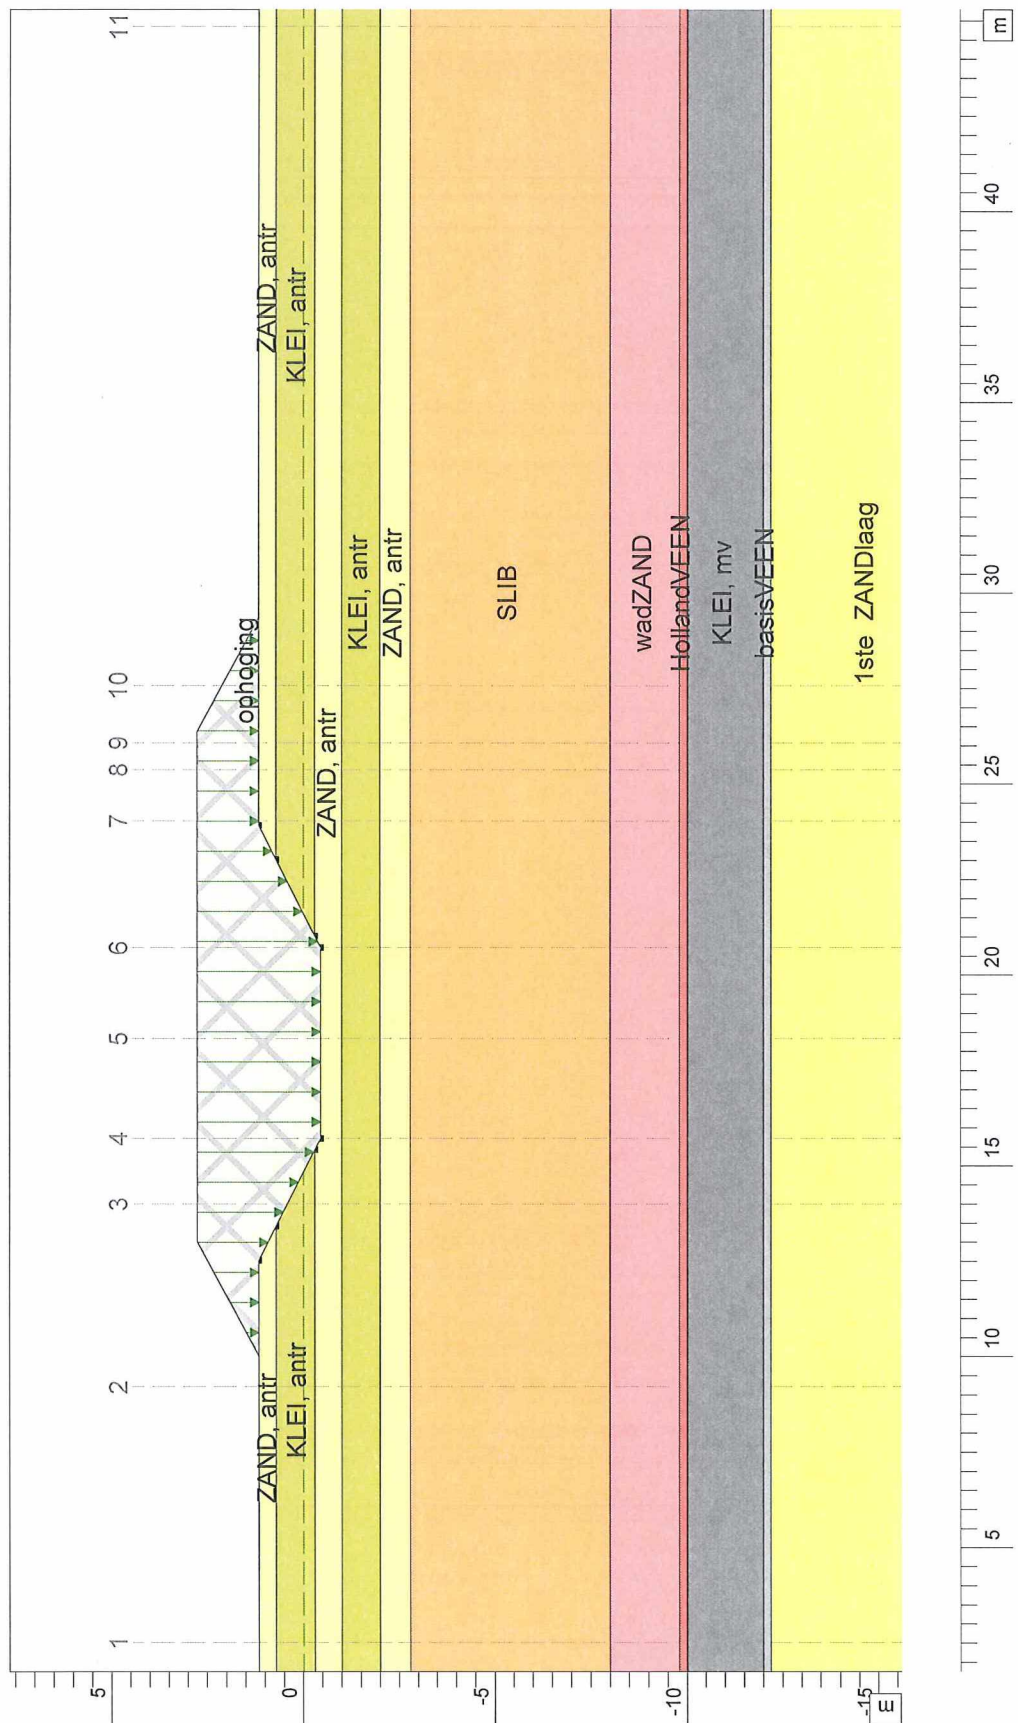 1
2
3
4
5
6
7
8
9
10
11
5
0
-5
-10
-15
m
ZAND, antr
KLEI, antr
ophoging
ZAND, antr
KLEI, antr
ZAND, antr
KLEI, antr
ZAND, antr
SLIB
wadZAND
HollandVEEN
KLEI, mv
basisVEEN
1ste ZANDlaag
5
10
15
20
25
30
35
40
m